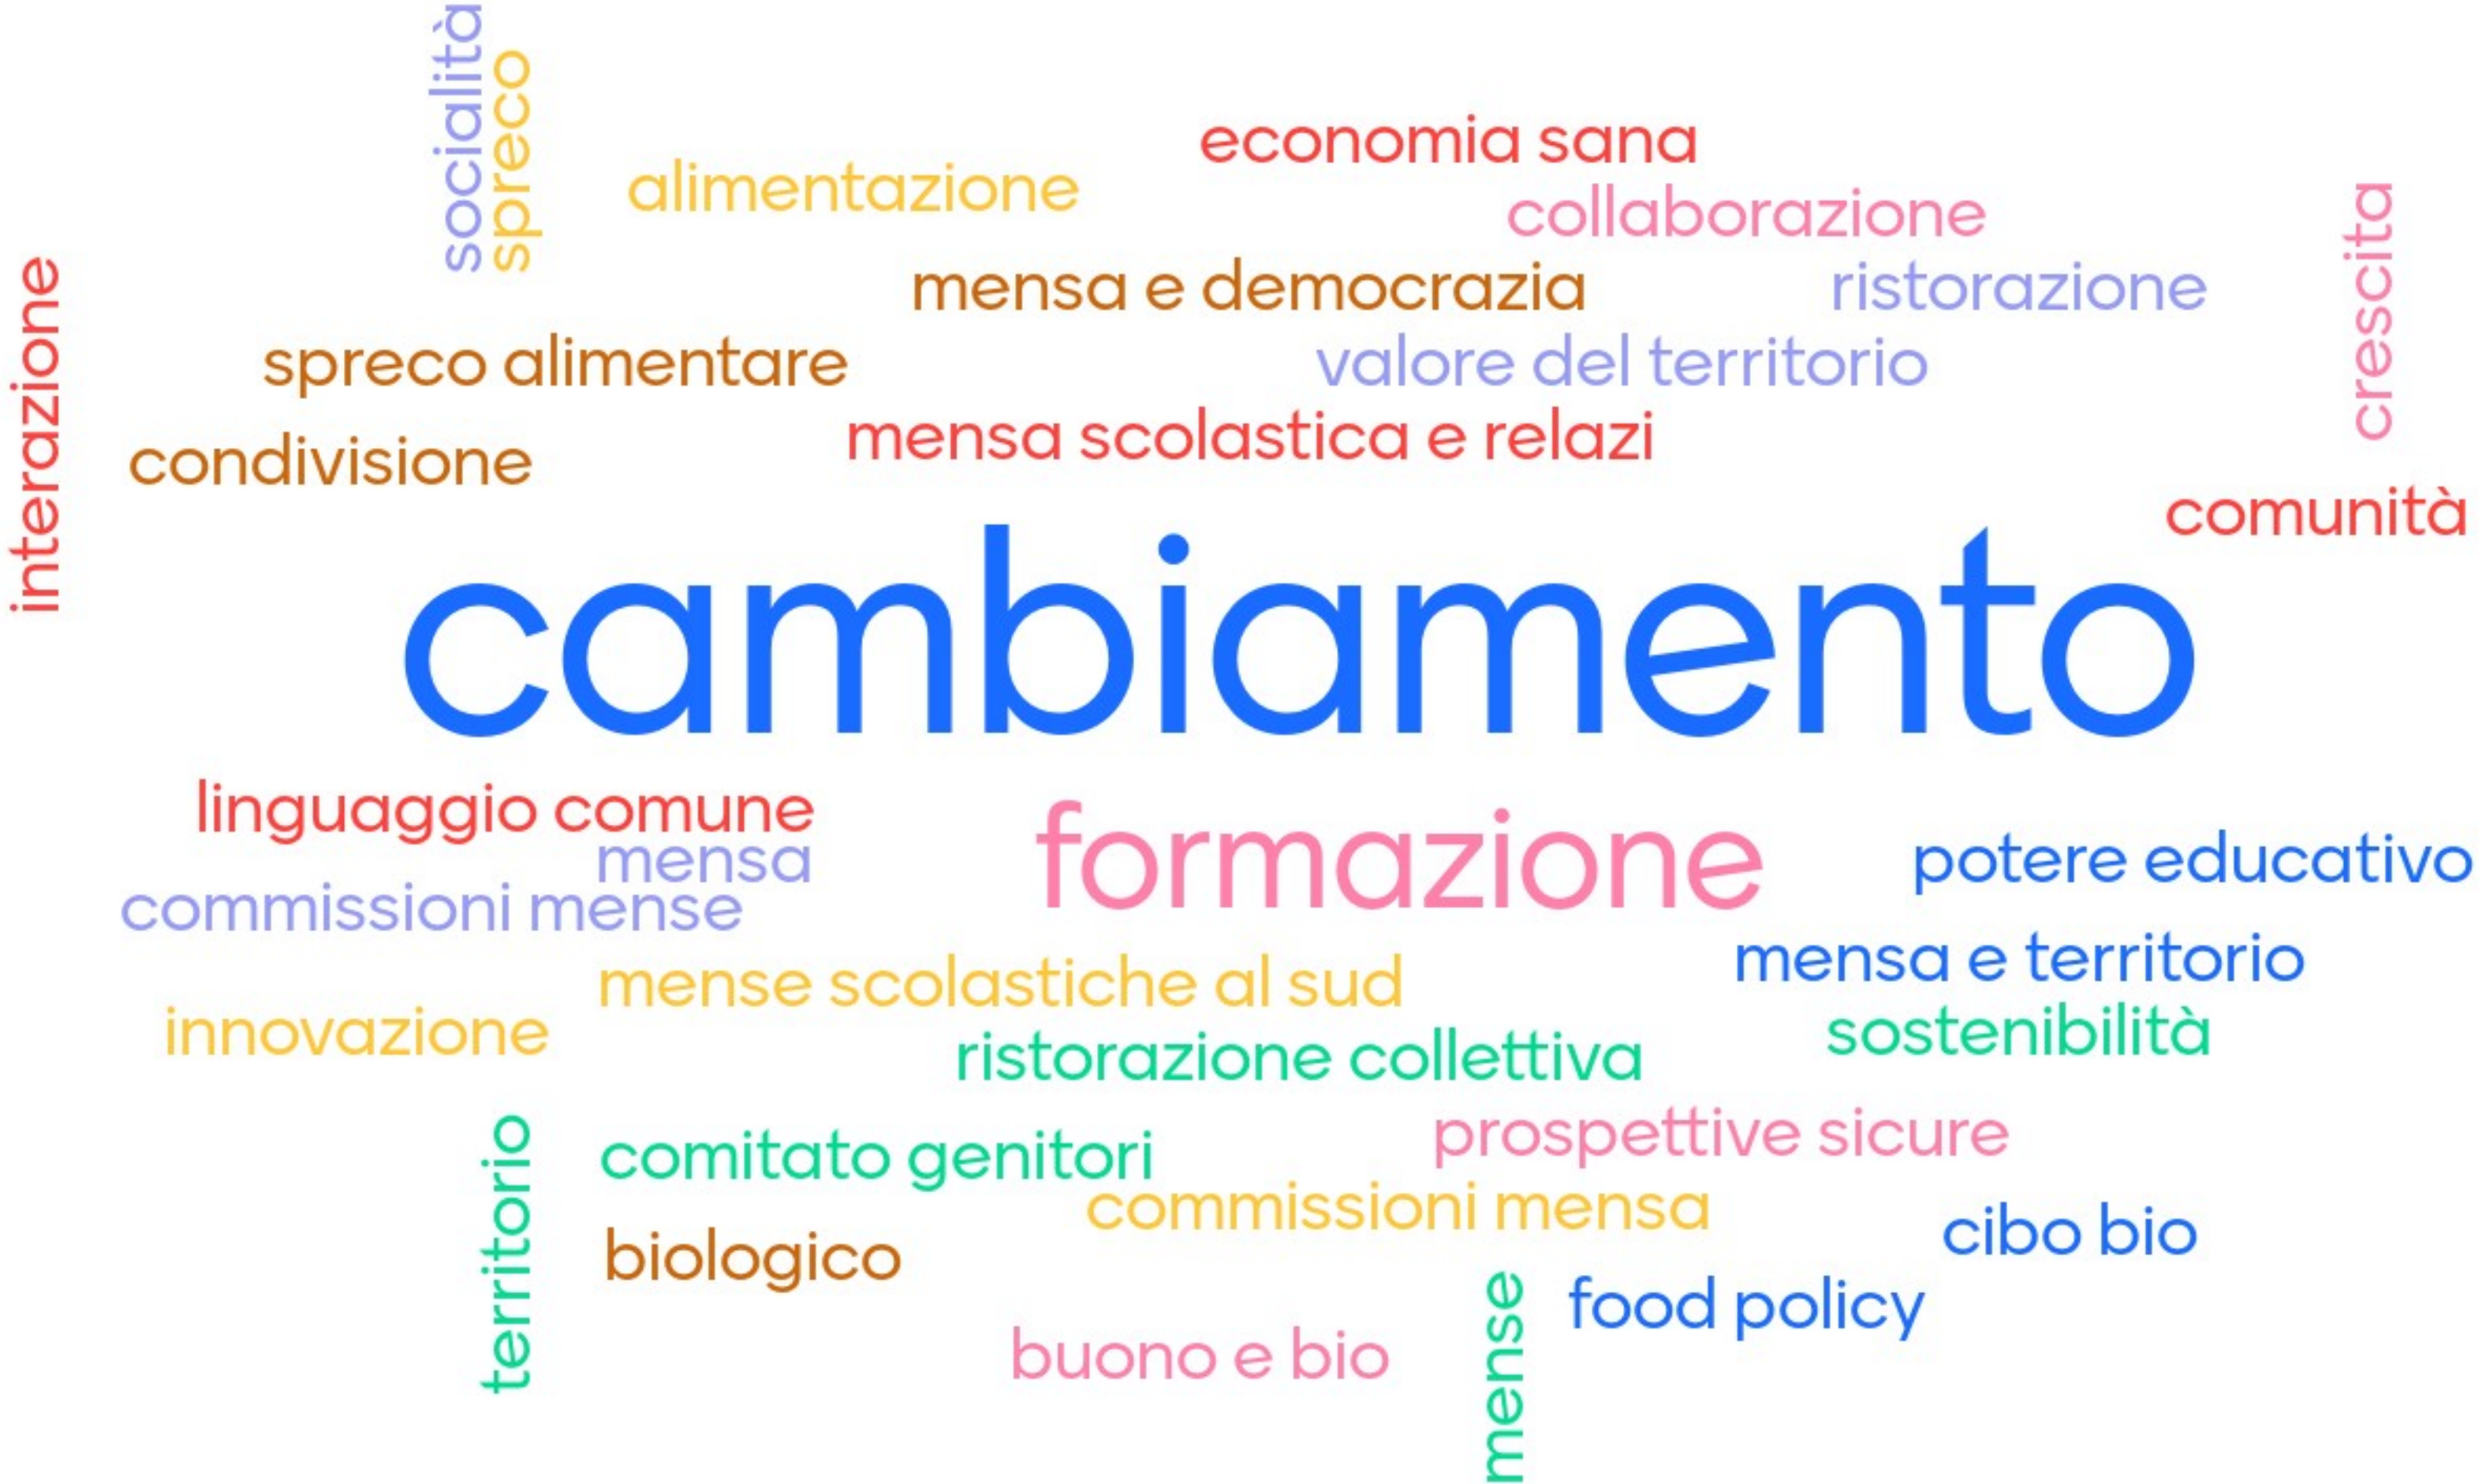 socialità
spreco
economia sana
alimentazione
collaborazione
crescita
interazione
mensa e democrazia
ristorazione
spreco alimentare
valore del territorio
mensa scolastica e relazi
condivisione
comunità
cambiamento
linguaggio comune
formazione
mensa
potere educativo
commissioni mense
mensa e territorio
mense scolastiche al sud
innovazione
sostenibilità
ristorazione collettiva
territorio
prospettive sicure
comitato genitori
commissioni mensa
cibo bio
biologico
mense
food policy
buono e bio